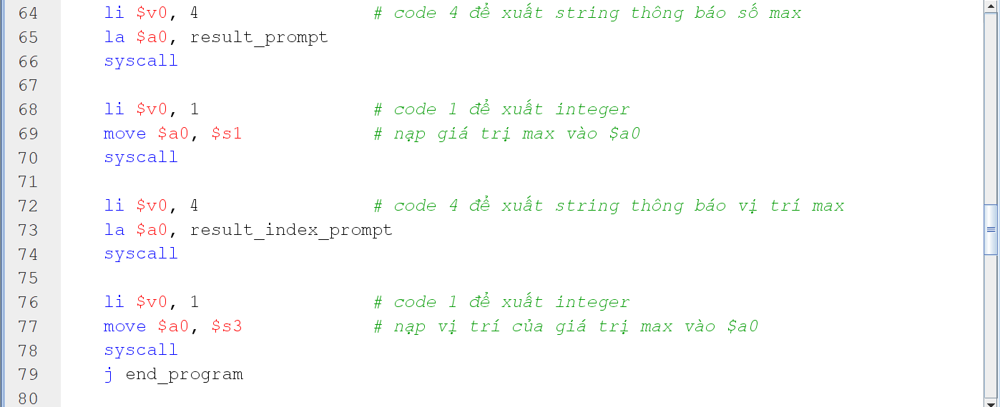 64 li $v0, 4 # code 4 để xuất string thông báo số max
65 la $a0, result_prompt
66 syscall
67
68 li $v0, 1 # code 1 để xuất integer
69 move $a0, $s1 # nạp giá trị max vào $a0
70 syscall
71
72 li $v0, 4 # code 4 để xuất string thông báo vị trí max
73 la $a0, result_index_prompt
74 syscall
75
76 li $v0, 1 # code 1 để xuất integer
77 move $a0, $s3 # nạp vị trí của giá trị max vào $a0
78 syscall
79 j end_program
80